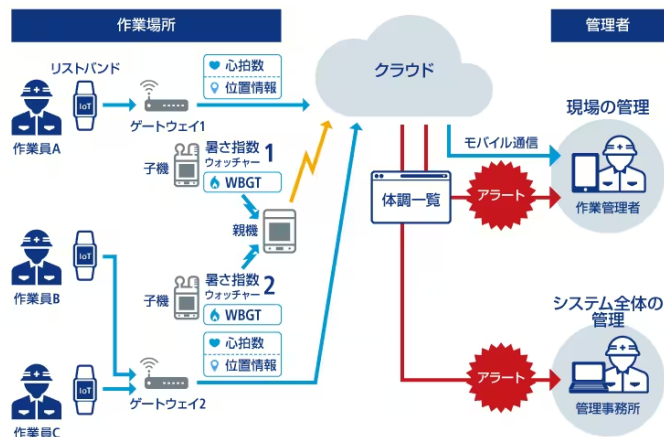 作業場所
管理者
リストバンド
IoT
作業員A
ゲートウェイ1
心拍数
位置情報
クラウド
子機
暑さ指数
ウォッチャー 1
WBGT
親機
モバイル通信
体調一覧
アラート
現場の管理
作業管理者
IoT
作業員B
子機
暑さ指数
ウォッチャー 2
WBGT
心拍数
位置情報
IoT
作業員C
ゲートウェイ2
アラート
システム全体の
管理
管理事務所